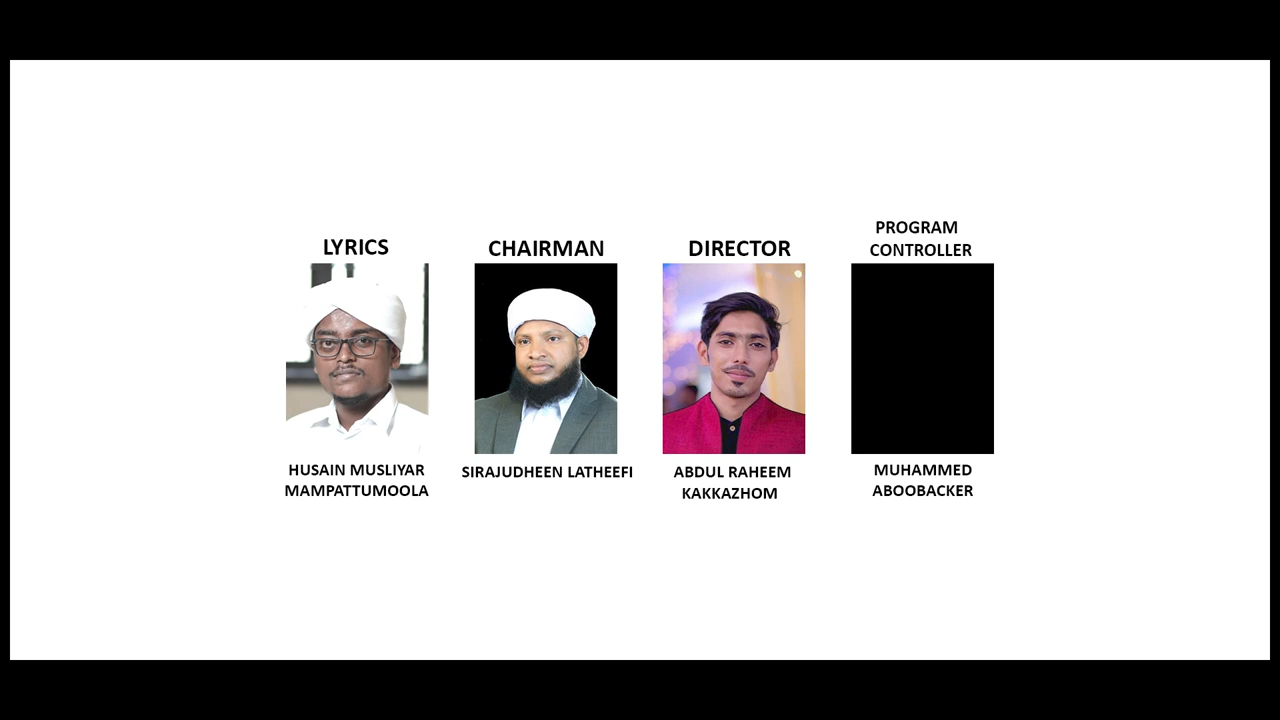 LYRICS
HUSAIN MUSLIYAR
MAMPATTUMOOLA
CHAIRMAN
SIRAJUDHEEN LATHEEFI
DIRECTOR
ABDUL RAHEEM
KAKKAZHOM
PROGRAM
CONTROLLER
MUHAMMED
ABOOBACKER